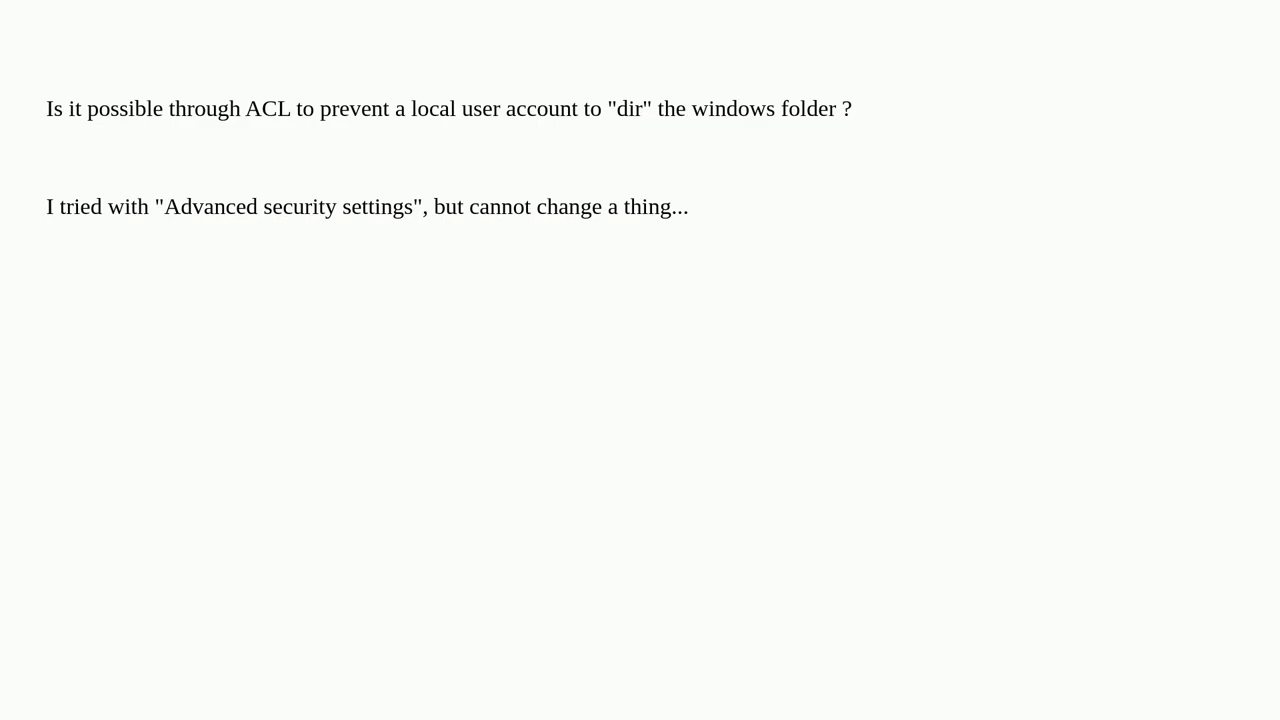 Is it possible through ACL to prevent a local user account to "dir" the windows folder ?
I tried with "Advanced security settings", but cannot change a thing...